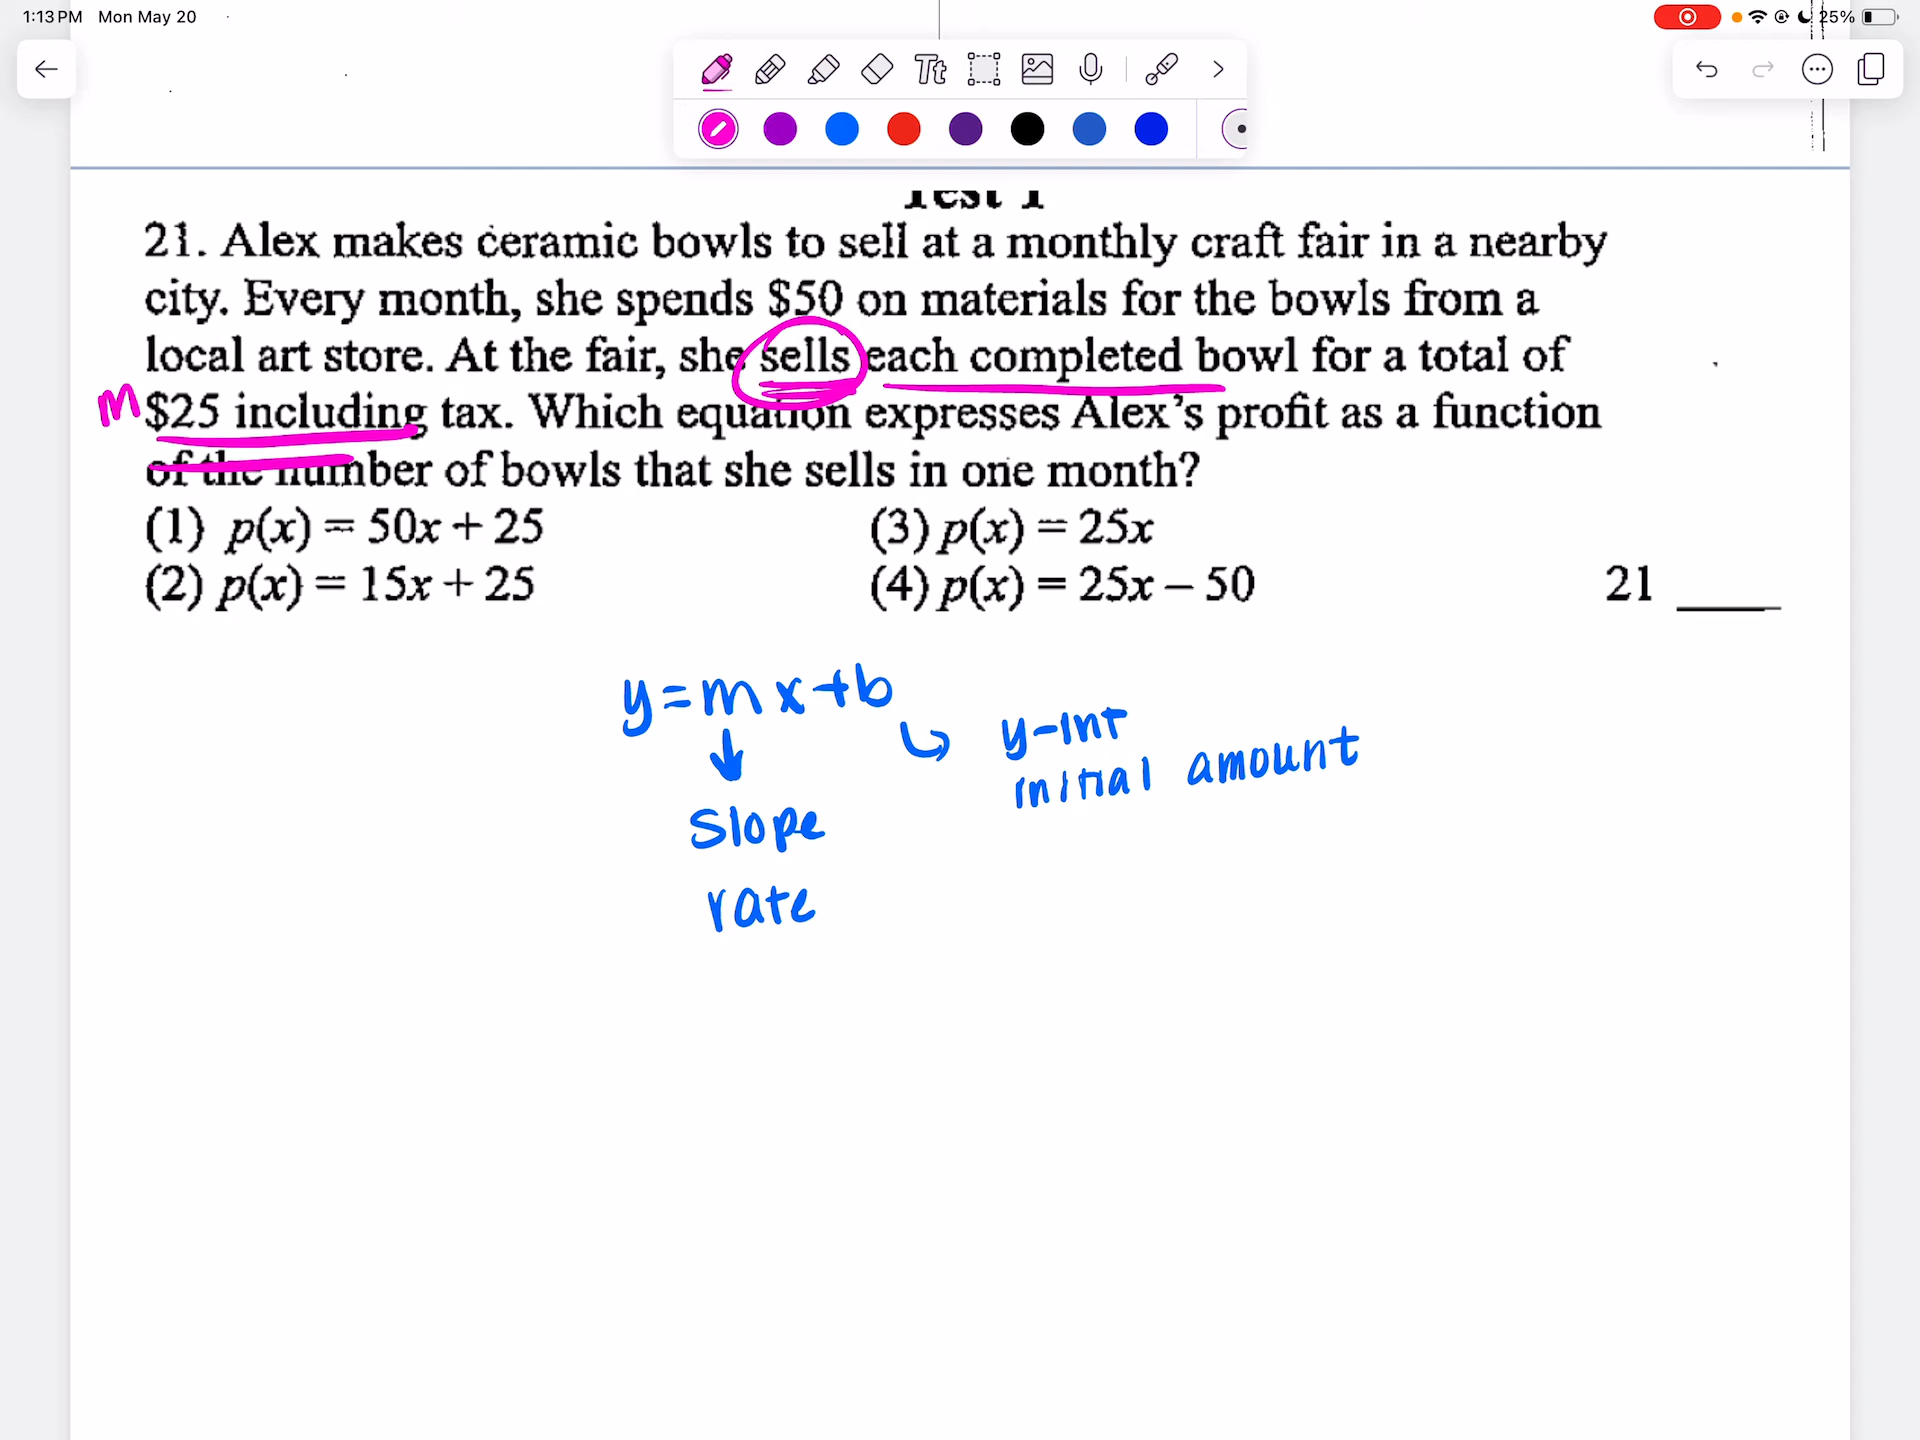 1:13 PM Mon May 20
25%
Tt
Test 1
21. Alex makes ceramic bowls to sell at a monthly craft fair in a nearby
city. Every month, she spends $50 on materials for the bowls from a
local art store. At the fair, she sells each completed bowl for a total of
m $25 including tax. Which equation expresses Alex's profit as a function
of the number of bowls that she sells in one month?
(1) p(x) = 50x + 25 (3) p(x) = 25x
(2) p(x) = 15x + 25 (4) p(x) = 25x – 50 21 ____
y=mx+b
y-int
initial amount
slope
rate